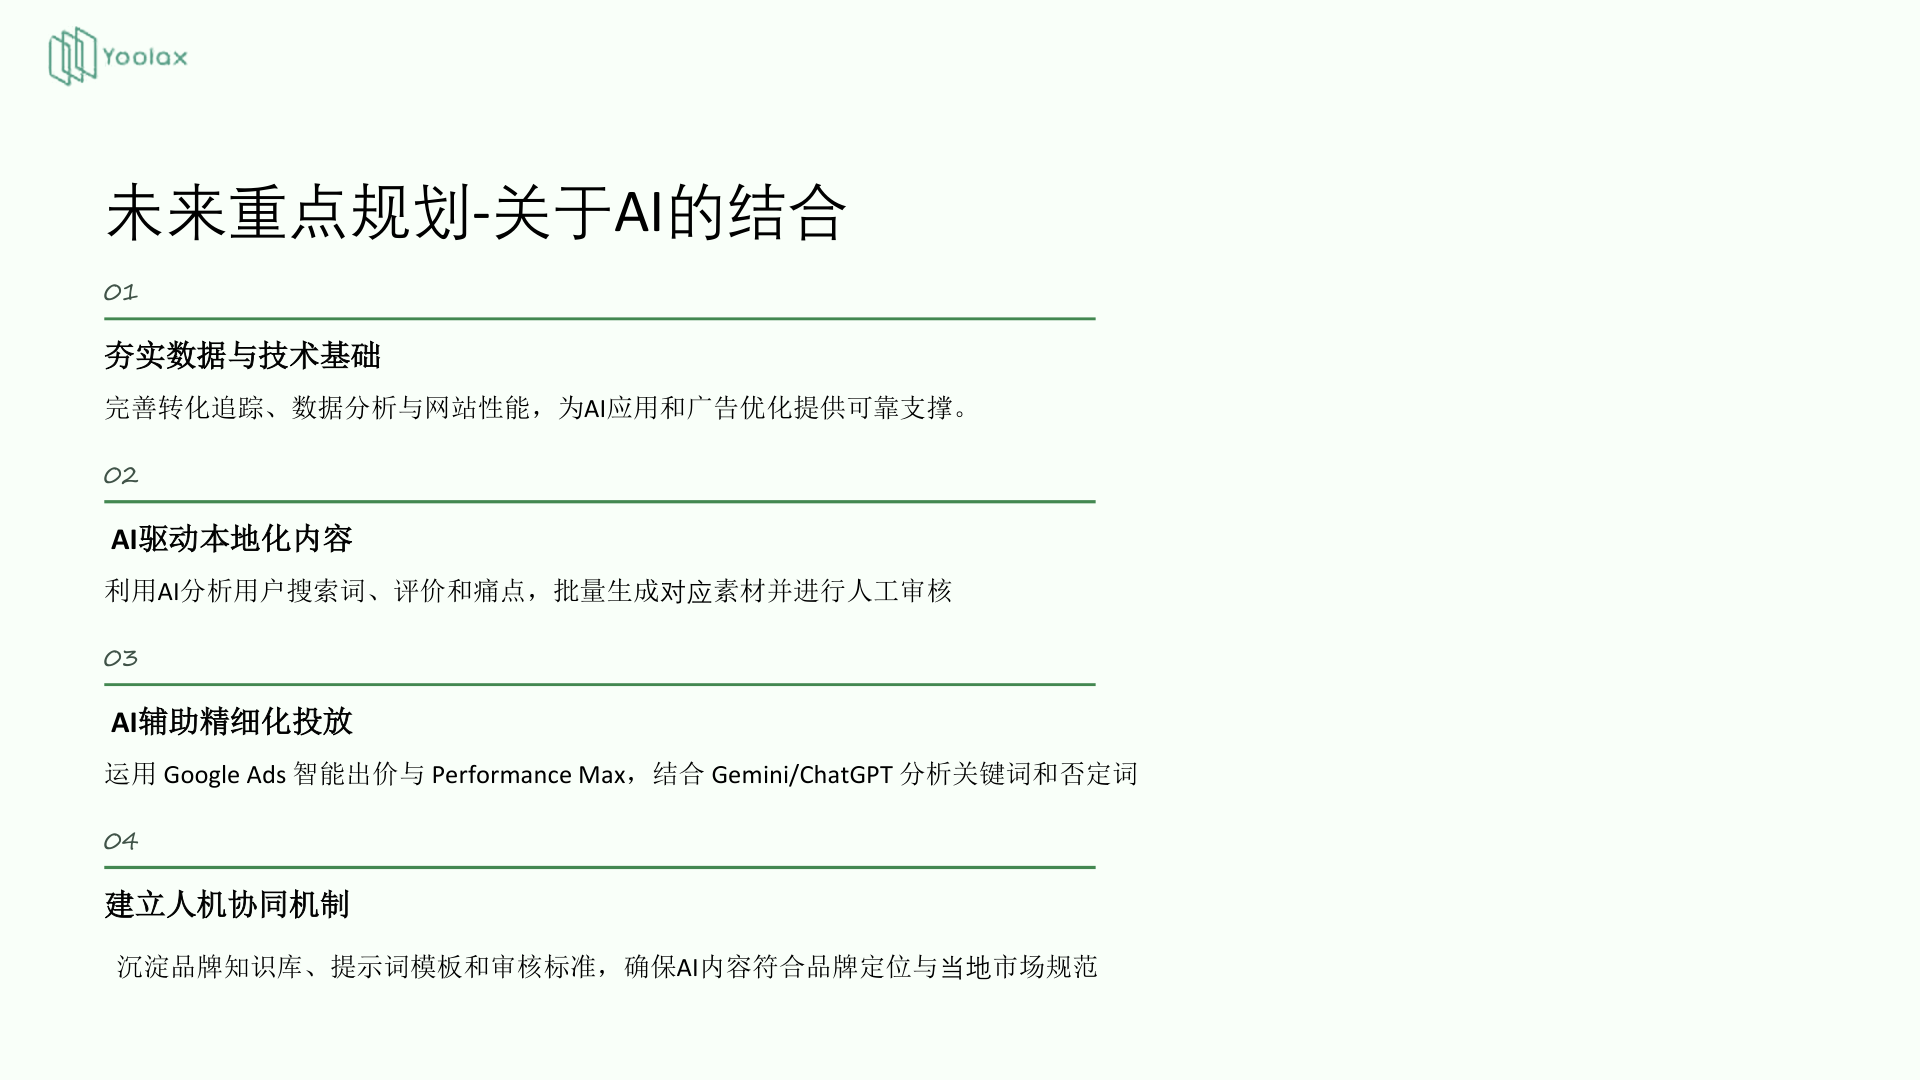 Yoolax
未来重点规划-关于AI的结合
01
夯实数据与技术基础
完善转化追踪、数据分析与网站性能，为AI应用和广告优化提供可靠支撑。
02
AI驱动本地化内容
利用AI分析用户搜索词、评价和痛点，批量生成对应素材并进行人工审核
03
AI辅助精细化投放
运用 Google Ads 智能出价与 Performance Max，结合 Gemini/ChatGPT 分析关键词和否定词
04
建立人机协同机制
沉淀品牌知识库、提示词模板和审核标准，确保AI内容符合品牌定位与当地市场规范